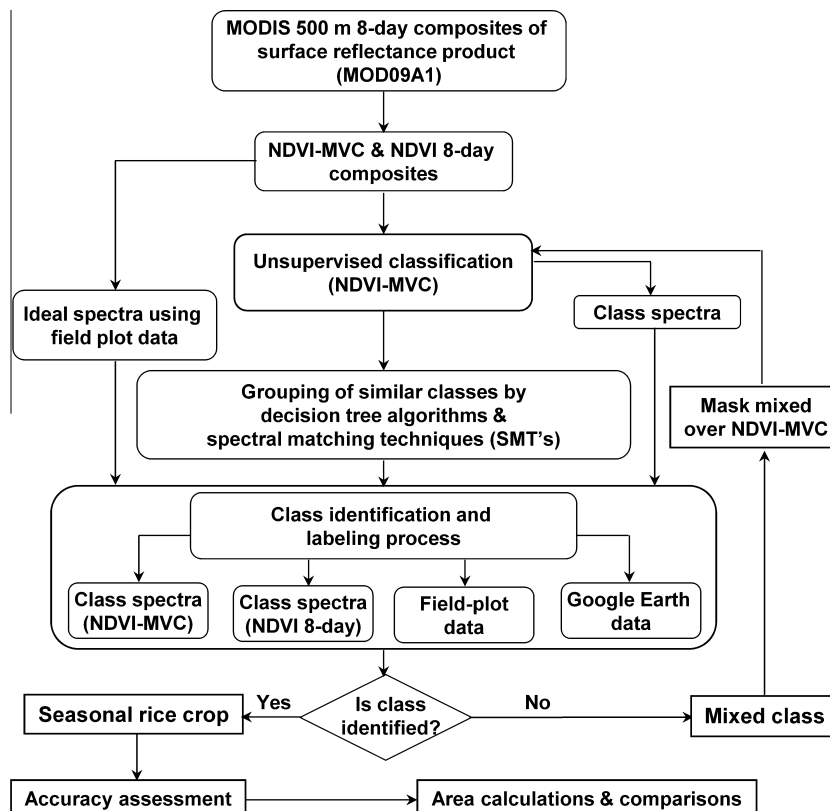 MODIS 500 m 8-day composites of
surface reflectance product
(MOD09A1)
NDVI-MVC & NDVI 8-day
composites
Unsupervised classification
(NDVI-MVC)
Ideal spectra using
field plot data
Class spectra
Grouping of similar classes by
decision tree algorithms &
spectral matching techniques (SMT's)
Mask mixed
over NDVI-MVC
Class identification and
labeling process
Class spectra
(NDVI-MVC)
Class spectra
(NDVI 8-day)
Field-plot
data
Google Earth
data
Is class
identified?
Yes
No
Seasonal rice crop
Mixed class
Accuracy assessment
Area calculations & comparisons